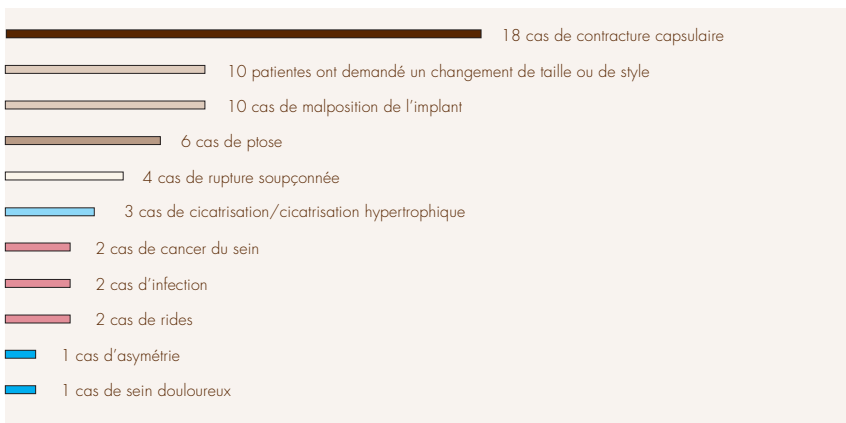 18 cas de contracture capsulaire
10 patientes ont demandé un changement de taille ou de style
10 cas de malposition de l'implant
6 cas de ptose
4 cas de rupture soupçonnée
3 cas de cicatrisation/cicatrisation hypertrophique
2 cas de cancer du sein
2 cas d'infection
2 cas de rides
1 cas d'asymétrie
1 cas de sein douloureux